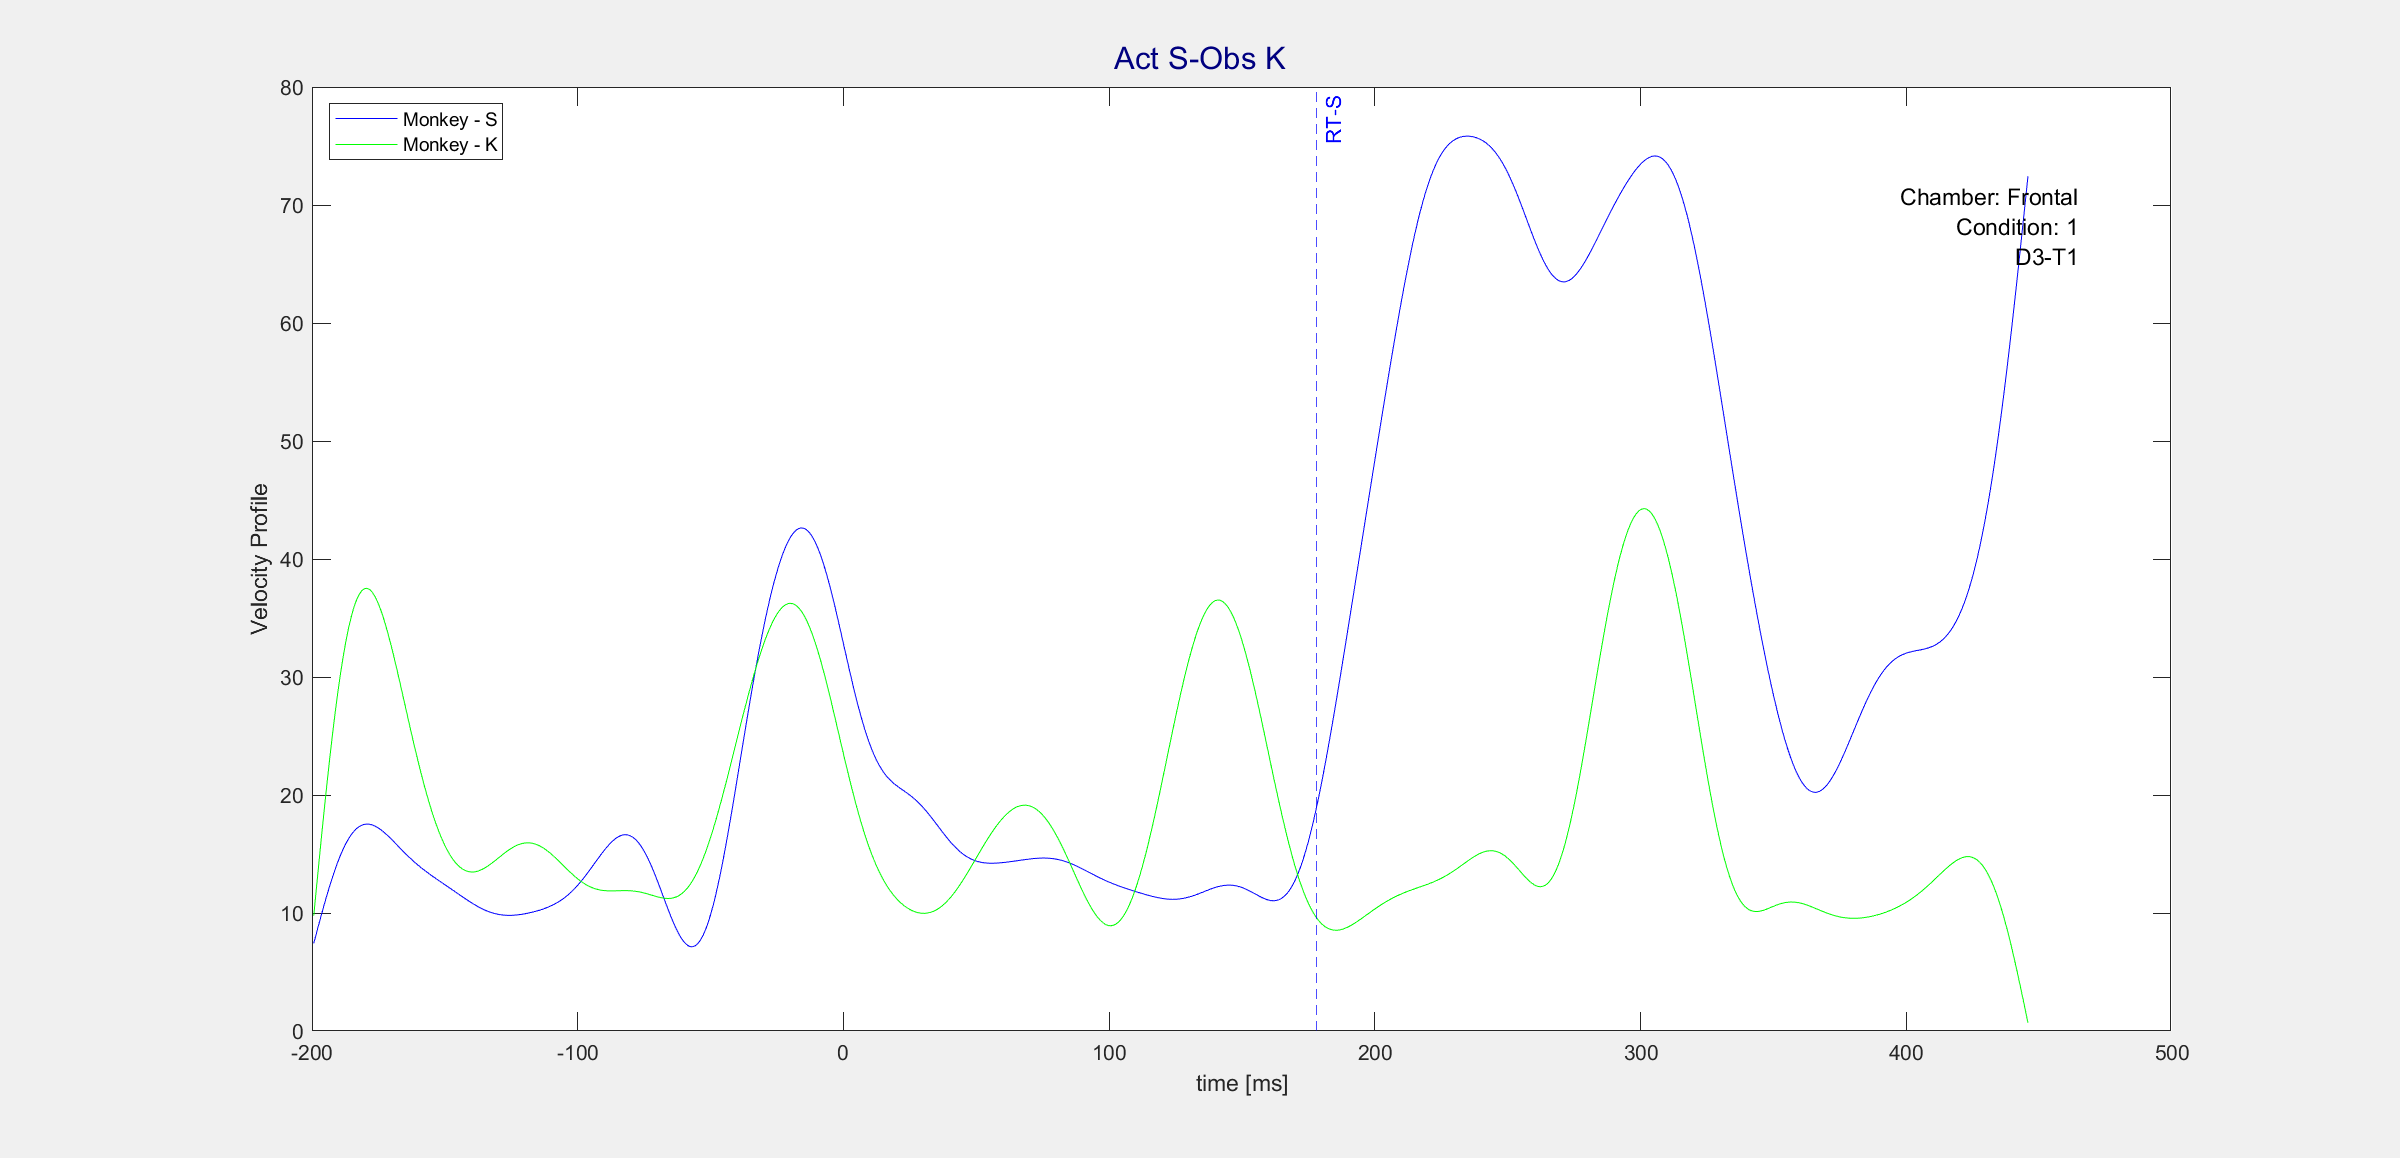 Act S-Obs K
Monkey - S
Monkey - K
RT-S
Chamber: Frontal
Condition: 1
D3-T1
80
70
60
50
40
30
20
10
0
Velocity Profile
-200 -100 0 100 200 300 400 500
time [ms]